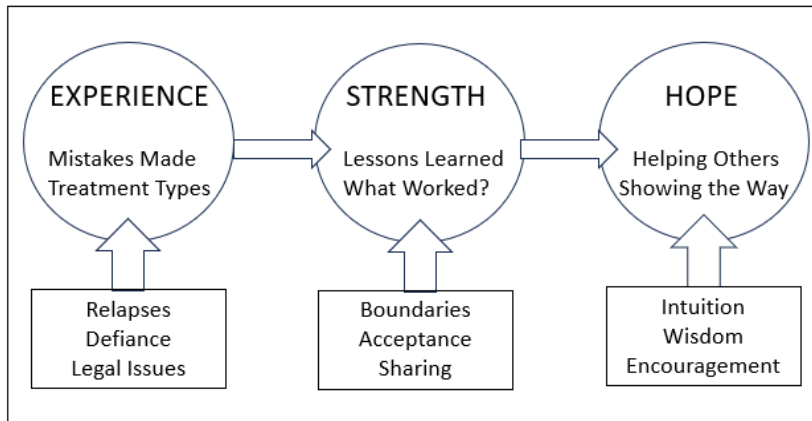 EXPERIENCE
Mistakes Made
Treatment Types
STRENGTH
Lessons Learned
What Worked?
HOPE
Helping Others
Showing the Way
Relapses
Defiance
Legal Issues
Boundaries
Acceptance
Sharing
Intuition
Wisdom
Encouragement